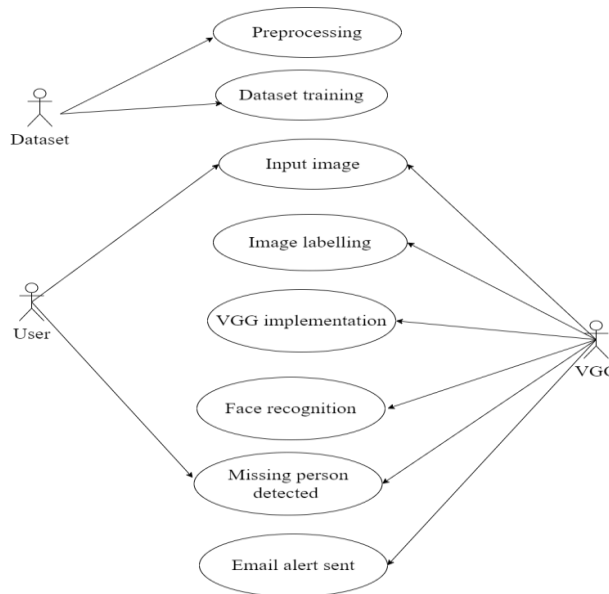 Preprocessing
Dataset training
Dataset
Input image
Image labelling
User
VGG implementation
VGG
Face recognition
Missing person
detected
Email alert sent